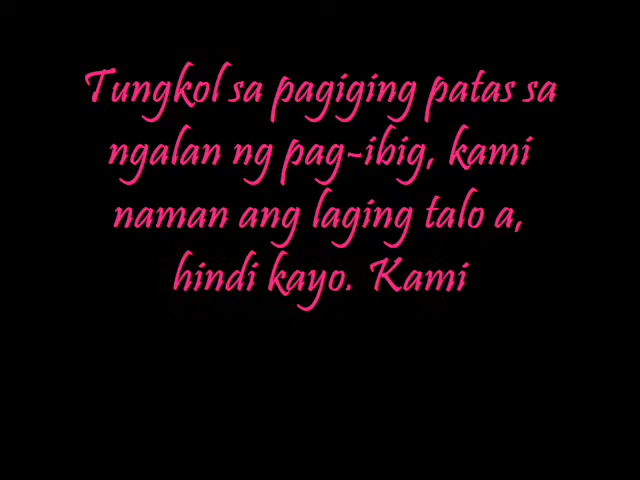 Tungkol sa pagiging patas sa
ngalan ng pag-ibig, kami
naman ang laging talo a,
hindi kayo. Kami